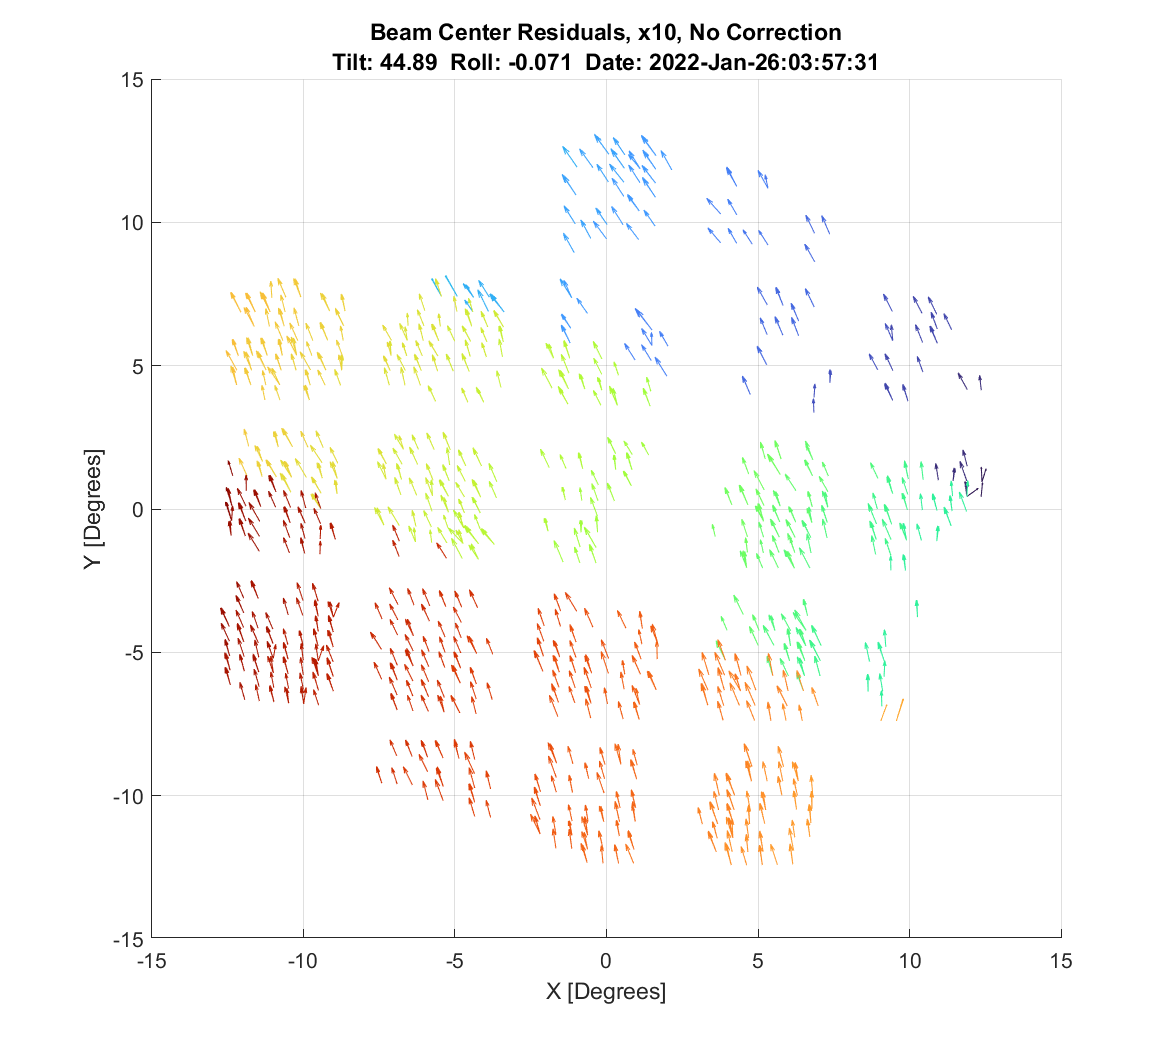 Beam Center Residuals, x10, No Correction
Tilt: 44.89 Roll: -0.071 Date: 2022-Jan-26:03:57:31
15
10
5
0
-5
-10
-15
Y [Degrees]
-15 -10 -5 0 5 10 15
X [Degrees]